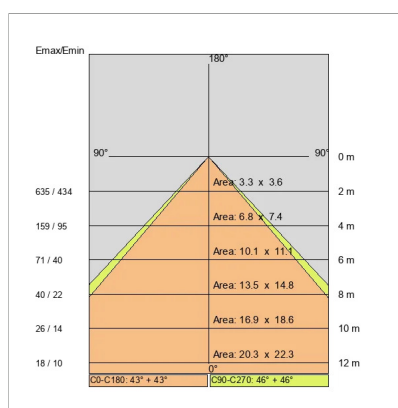 Emax/Emin
180°
90° 90° 0 m
Area: 3.3 x 3.6
635 / 434 2 m
Area: 6.8 x 7.4
159 / 95 4 m
Area: 10.1 x 11.1
71 / 40 6 m
Area: 13.5 x 14.8
40 / 22 8 m
Area: 16.9 x 18.6
26 / 14 10 m
Area: 20.3 x 22.3
18 / 10 12 m
0°
C0-C180: 43° + 43° C90-C270: 46° + 46°